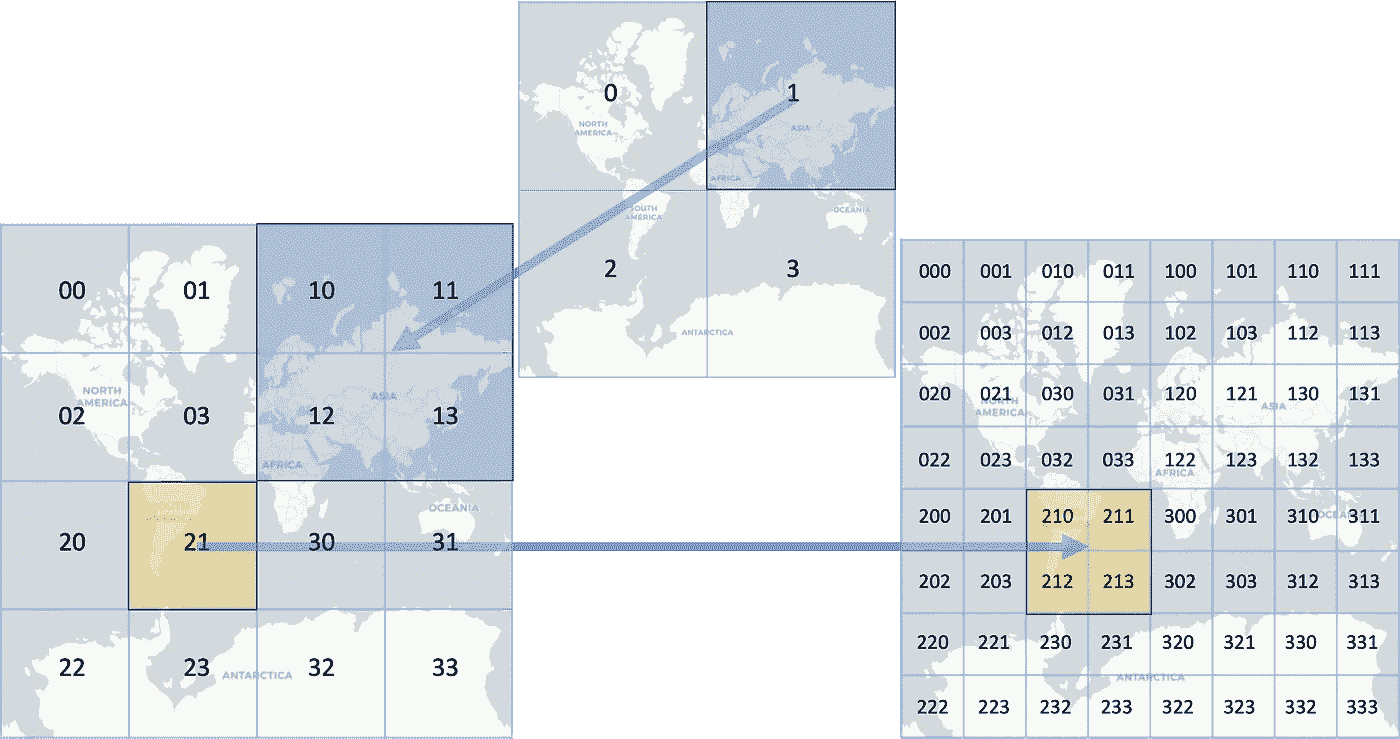 0
1
NORTH
AMERICA
ASIA
AFRICA
SOUTH
AMERICA
OCEANIA
2
3
ANTARCTICA
00 01 10 11
NORTH
AMERICA
ASIA
02 03 12 13
AFRICA
OCEANIA
20 21 30 31
22 23 32 33
ANTARCTICA
000 001 010 011 100 101 110 111
002 003 012 013 102 103 112 113
020 021 030 031 120 121 130 131
NORTH
AMERICA
ASIA
022 023 032 033 122 123 132 133
AFRICA
200 201 210 211 300 301 310 311
OCEANIA
202 203 212 213 302 303 312 313
220 221 230 231 320 321 330 331
ANTARCTICA
222 223 232 233 322 323 332 333